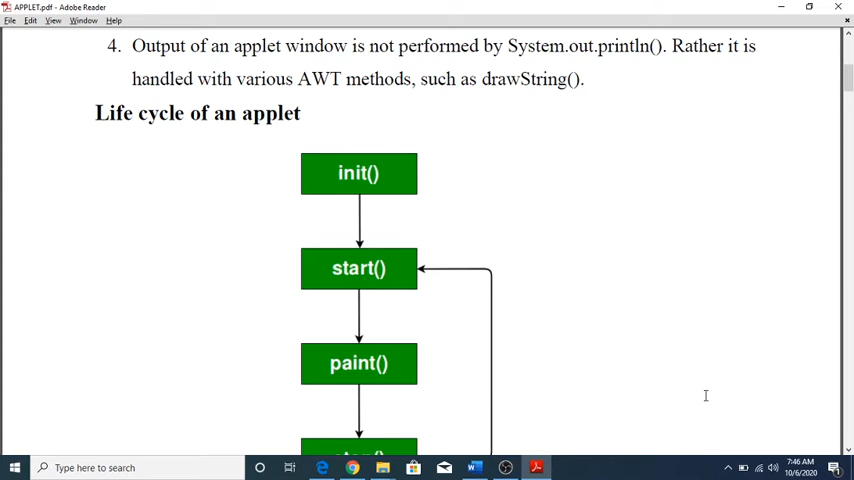 APPLET.pdf - Adobe Reader
File Edit View Window Help
4. Output of an applet window is not performed by System.out.println(). Rather it is
handled with various AWT methods, such as drawString().
Life cycle of an applet
init()
start()
paint()
Type here to search
7:46 AM
10/6/2020